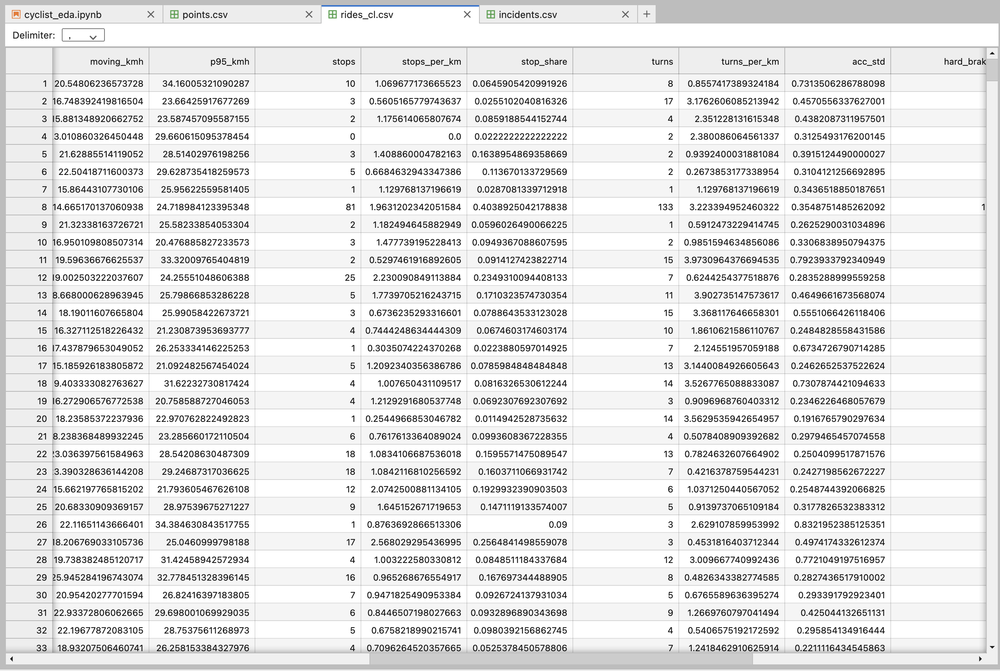 cyclist_eda.ipynb points.csv rides_cl.csv incidents.csv
Delimiter: ,
moving_kmh p95_kmh stops stops_per_km stop_share turns turns_per_km acc_std hard_brak
1 20.54806236573728 34.16005321090287 10 1.069677173665523 0.0645905420991926 8 0.8557417389324184 0.7313506286788098
2 16.748392419816504 23.66425917677269 3 0.5605165779743637 0.0255102040816326 17 3.1762606085213942 0.4570556337627001
3 15.881348920662752 23.587457095587155 2 1.175614065807674 0.0859188544152744 4 2.351228131615348 0.4382087311957501
4 3.010860326450448 29.660615095378454 0 0.0 0.0222222222222222 2 2.380086064561337 0.3125493176200145
5 21.62885514119052 28.51402976198256 3 1.408860004782163 0.1638954869358669 2 0.9392400031881084 0.3915124490000027
6 22.50418711600373 29.628735418259573 5 0.6684632943347386 0.113670133729569 2 0.2673853177338954 0.3104121256692895
7 15.86443107730106 25.95622559581405 1 1.129768137196619 0.0287081339712918 1 1.129768137196619 0.3436518850187651
8 14.665170137060938 24.718984123395348 81 1.9631202342051584 0.4038925042178838 133 3.223394952460322 0.3548751485262092 1
9 21.32338163726721 25.58233854053304 2 1.182494645882949 0.0596026490066225 1 0.5912473229414745 0.2625290031034896
10 16.950109808507314 20.476885827233573 3 1.477739195228413 0.0949367088607595 2 0.9851594634856086 0.3306838950794375
11 19.59636676625537 33.32009765404819 2 0.5297461916892605 0.0914127423822714 15 3.9730964376694535 0.7923933792340949
12 19.002503222037607 24.25551048606388 25 2.230090849113884 0.2349310094408133 7 0.6244254377518876 0.2835288999559258
13 8.668000628963945 25.79866853286228 5 1.7739705216243715 0.1710323574730354 11 3.902735147573617 0.4649661673568074
14 18.19011607665804 25.99058422673721 3 0.6736235293316601 0.0788643533123028 15 3.368117646658301 0.5551066426118406
15 16.327112518226432 21.230873953693777 4 0.7444248634444309 0.0674603174603174 10 1.8610621586110767 0.2484828558431586
16 17.437879653049052 26.253334146225253 1 0.3035074224370268 0.0223880597014925 7 2.124551957059188 0.6734726790714285
17 15.185926183805872 21.092482567454024 5 1.2092340356386786 0.0785984848484848 13 3.1440084926605643 0.2462652537522624
18 9.403333082763627 31.62232730817424 4 1.007650431109517 0.0816326530612244 14 3.5267765088833087 0.7307874421094633
19 16.272906576772538 20.758588727046053 4 1.2129291680537748 0.0692307692307692 3 0.9096968760403312 0.2346226468057679
20 18.23585372237936 22.970762822492823 1 0.2544966853046782 0.0114942528735632 14 3.5629535942654957 0.1916765790297634
21 8.238368489932245 23.285660172110504 6 0.7617613364089024 0.0993608367228355 4 0.5078408909392682 0.2979465457074558
22 23.036397561584963 28.54208630487309 18 1.0834106687536018 0.1595571475089547 13 0.7824632607664902 0.2504099517871576
23 3.390328636144208 29.24687317036625 18 1.0842116810256592 0.1603711066931742 7 0.4216378759544231 0.2427198562672227
24 15.662197765815202 21.793605467626108 12 2.0742500881134105 0.1929932390903503 6 1.0371250440567052 0.2548744392066825
25 20.68330909369157 28.97539675271227 9 1.645152671719653 0.1471119133574007 5 0.9139737065109184 0.3177826532383312
26 22.11651143666401 34.384630843517755 1 0.8763692866513306 0.09 3 2.629107859953992 0.8321952385125351
27 18.206769033105736 25.0460999798188 17 2.568029295436995 0.2564841498559078 3 0.4531816403712344 0.4974174332612374
28 19.738382485120717 31.42458942572934 4 1.003222580330812 0.0848511184337684 12 3.009667740992436 0.7721049197516957
29 25.945284196743074 32.778451328396145 16 0.965268676554917 0.167697344488905 8 0.4826343382774585 0.2827436517910002
30 20.95420277701594 26.82416397183805 7 0.9471825490953384 0.0926724137931034 5 0.6765589636395274 0.293391792923401
31 22.93372806062665 29.698001069929035 6 0.8446507198027663 0.0932896890343698 9 1.2669760797041494 0.425044132651131
32 22.19677872083105 28.75375611268973 5 0.6758218990215741 0.0980392156862745 4 0.5406575192172592 0.295854134916444
33 18.93207506460741 26.258153384327976 4 0.7096264520357665 0.0525378450578806 7 1.2418462910625914 0.2211116434545863